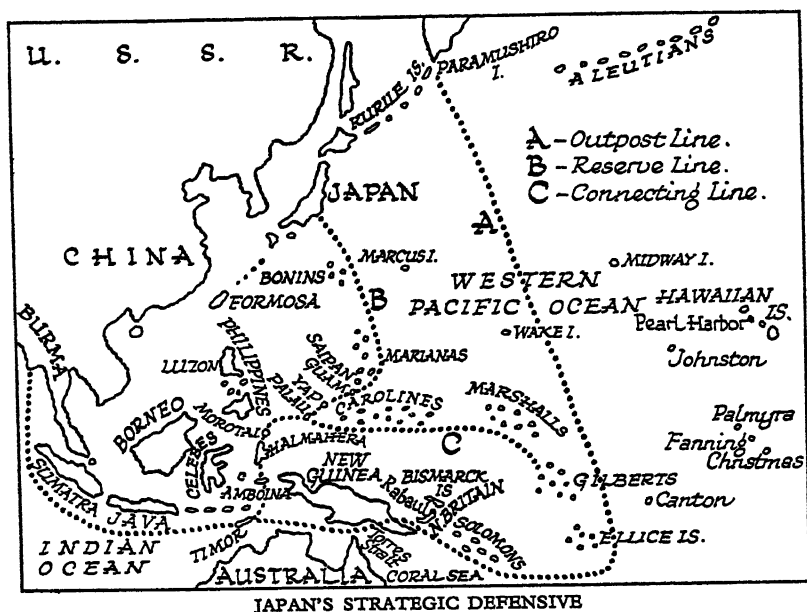 U. S. S. R.
PARAMUSHIRO
I.
ALEUTIANS
KURILE IS.
A-Outpost Line.
B-Reserve Line.
C-Connecting Line.
JAPAN
A
CHINA
MARCUS I.
MIDWAY I.
BONINS
WESTERN
PACIFIC OCEAN
HAWAIIAN
IS.
FORMOSA
B
Pearl Harbor
WAKE I.
BURMA
PHILIPPINES
LUZON
SAIPAN
GUAM
MARIANAS
Johnston
YAP
PALAU
CAROLINES
MARSHALLS
BORNEO
MOROTAI
Palmyra
CELEBES
HALMAHERA
C
Fanning
Christmas
SUMATRA
NEW
GUINEA
BISMARCK
IS
Rabaul
N. BRITAIN
GILBERTS
AMBOINA
Canton
JAVA
SOLOMONS
INDIAN
OCEAN
TIMOR
Torres
Strait
ELLICE IS.
AUSTRALIA
CORAL SEA
JAPAN'S STRATEGIC DEFENSIVE